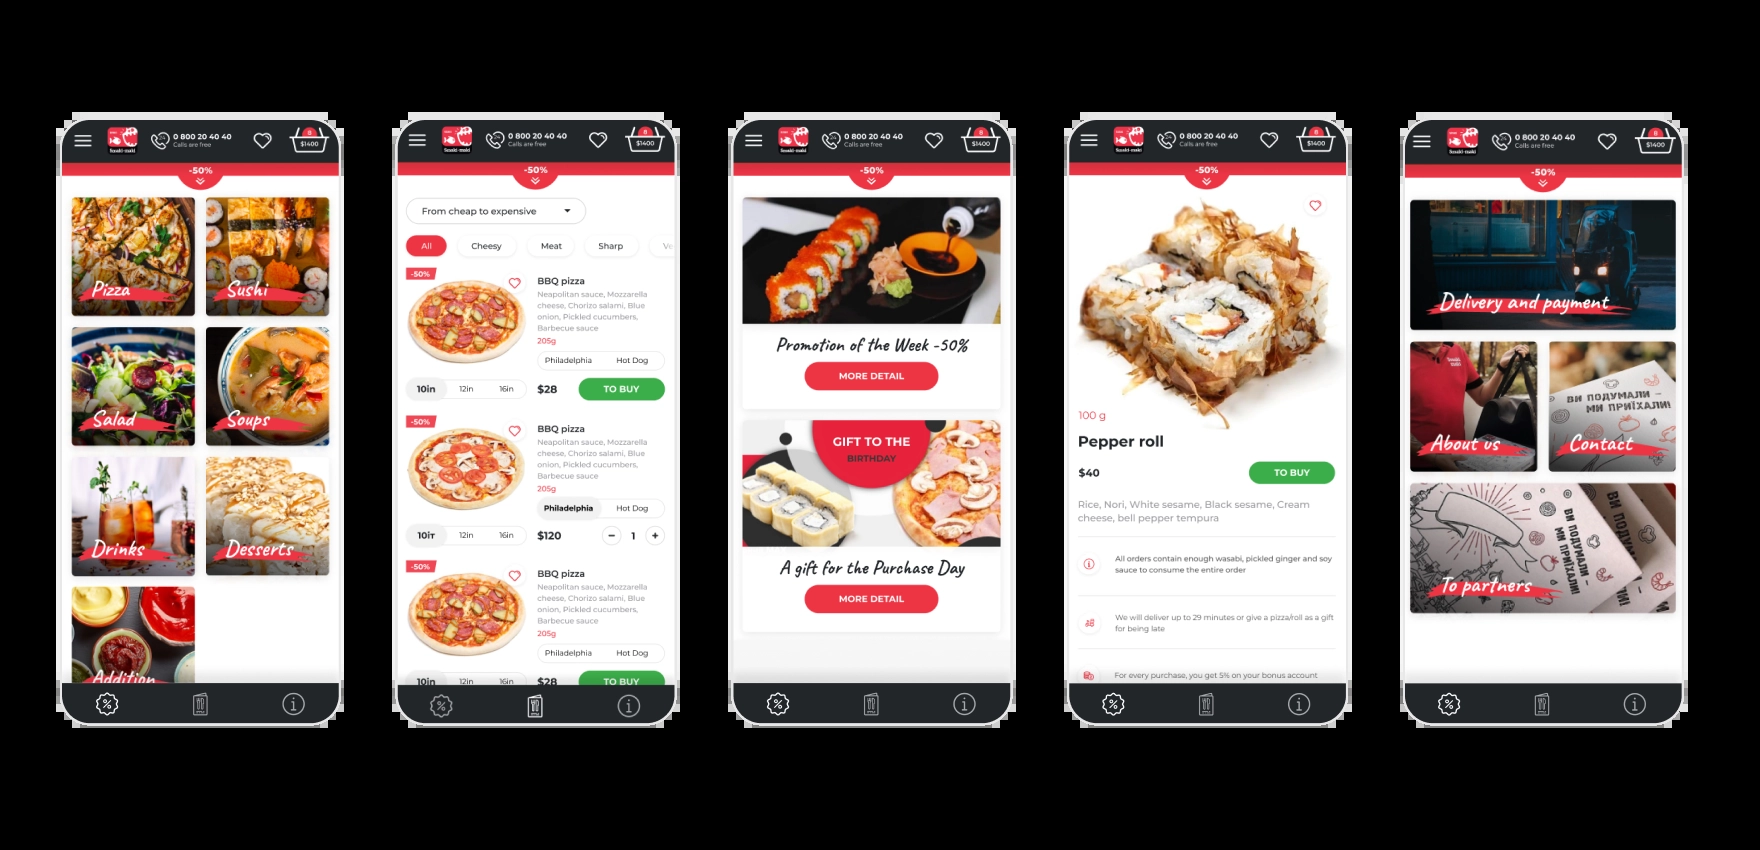 0 800 20 40 40
Calls are free
8
$1400
-50%
Pizza
Sushi
Salad
Soups
Drinks
Desserts
Addition
0 800 20 40 40
Calls are free
8
$1400
-50%
From cheap to expensive
All
Cheesy
Meat
Sharp
-50%
BBQ pizza
Neapolitan sauce, Mozzarella
cheese, Chorizo salami, Blue
onion, Pickled cucumbers,
Barbecue sauce
205g
Philadelphia
Hot Dog
10in
12in
16in
$28
TO BUY
-50%
BBQ pizza
Neapolitan sauce, Mozzarella
cheese, Chorizo salami, Blue
onion, Pickled cucumbers,
Barbecue sauce
205g
Philadelphia
Hot Dog
10iт
12in
16in
$120
- 1 +
-50%
BBQ pizza
Neapolitan sauce, Mozzarella
cheese, Chorizo salami, Blue
onion, Pickled cucumbers,
Barbecue sauce
205g
Philadelphia
Hot Dog
10in
12in
16in
$28
TO BUY
0 800 20 40 40
Calls are free
8
$1400
-50%
Promotion of the Week -50%
MORE DETAIL
GIFT TO THE
BIRTHDAY
A gift for the Purchase Day
MORE DETAIL
0 800 20 40 40
Calls are free
8
$1400
-50%
100 g
Pepper roll
$40
TO BUY
Rice, Nori, White sesame, Black sesame, Cream
cheese, bell pepper tempura
All orders contain enough wasabi, pickled ginger and soy
sauce to consume the entire order
We will deliver up to 29 minutes or give a pizza/roll as a gift
for being late
For every purchase, you get 5% on your bonus account
0 800 20 40 40
Calls are free
8
$1400
-50%
Delivery and payment
About us
ВИ ПОДУМАЛИ -
МИ ПРИЇХАЛИ!
Contact
ВИ ПОДУМАЛИ -
МИ ПРИЇХАЛИ!
To partners